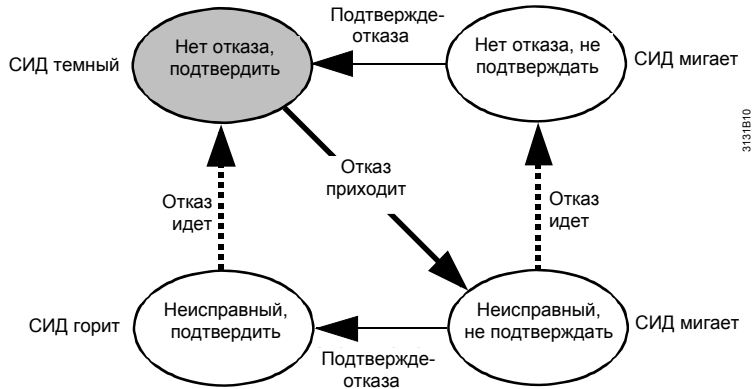 Подтвержде-
отказа
Нет отказа,
подтвердить
Нет отказа, не
подтверждать
СИД темный
СИД мигает
3131B10
Отказ
приходит
Отказ
идет
Отказ
идет
Неисправный,
подтвердить
Неисправный,
не подтверждать
СИД горит
СИД мигает
Подтвержде-
отказа